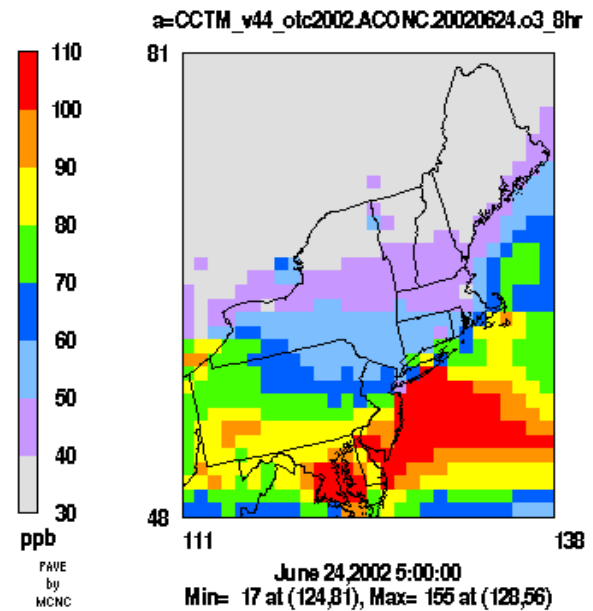 a=CCTM_v44_otc2002.ACONC.20020624.o3_8hr
110
100
90
80
70
60
50
40
30
ppb
PAVE
by
MCNC
81
48
111
138
June 24,2002 5:00:00
Min= 17 at (124,81), Max= 155 at (128,56)